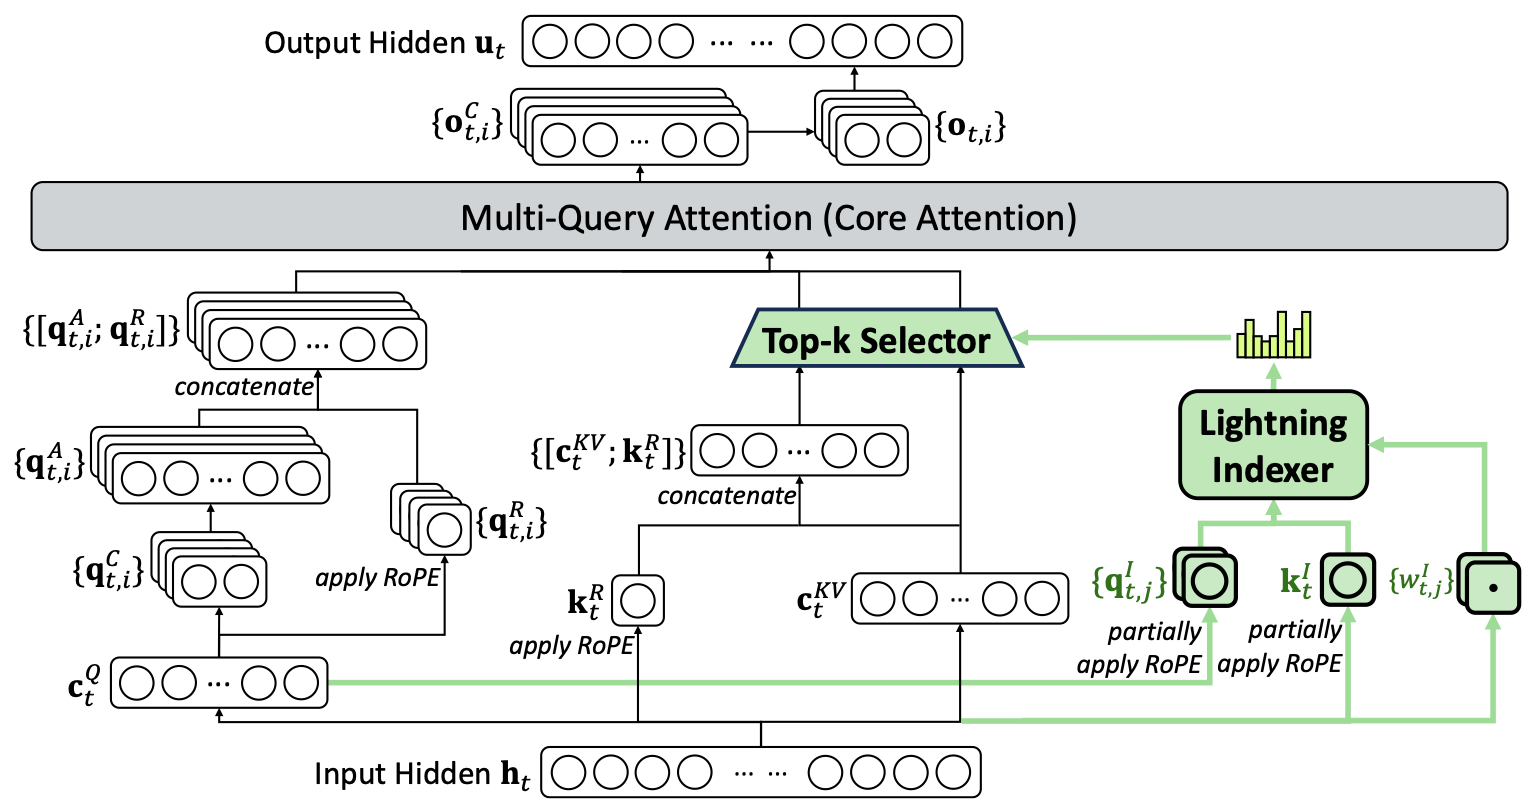 Output Hidden u_t
··· ···
{o^C_{t,i}}
···
{o_{t,i}}
Multi-Query Attention (Core Attention)
{[q^A_{t,i}; q^R_{t,i}]}
···
concatenate
Top-k Selector
{q^A_{t,i}}
···
{[c^{KV}_t; k^R_t]}
···
concatenate
Lightning
Indexer
{q^R_{t,i}}
{q^C_{t,i}}
apply RoPE
k^R_t
apply RoPE
c^{KV}_t
···
{q^I_{t,j}}
partially
apply RoPE
k^I_t
partially
apply RoPE
{w^I_{t,j}}
c^Q_t
···
Input Hidden h_t
··· ···